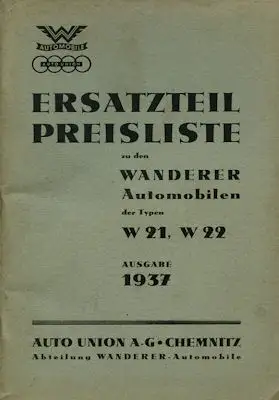 W
AUTOMOBILE
AUTO UNION
ERSATZTEIL
PREISLISTE
zu den
WANDERER
Automobilen
der Typen
W 21, W 22
AUSGABE
1937
AUTO UNION A-G • CHEMNITZ
Abteilung WANDERER-Automobile